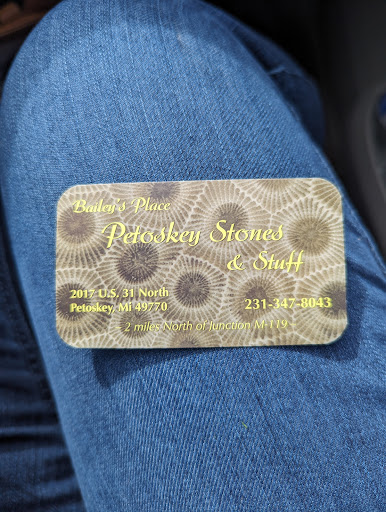 Bailey's Place
Petoskey Stones
& Stuff
2017 U.S. 31 North
Petoskey, Mi 49770
231-347-8043
2 miles North of Junction M-119